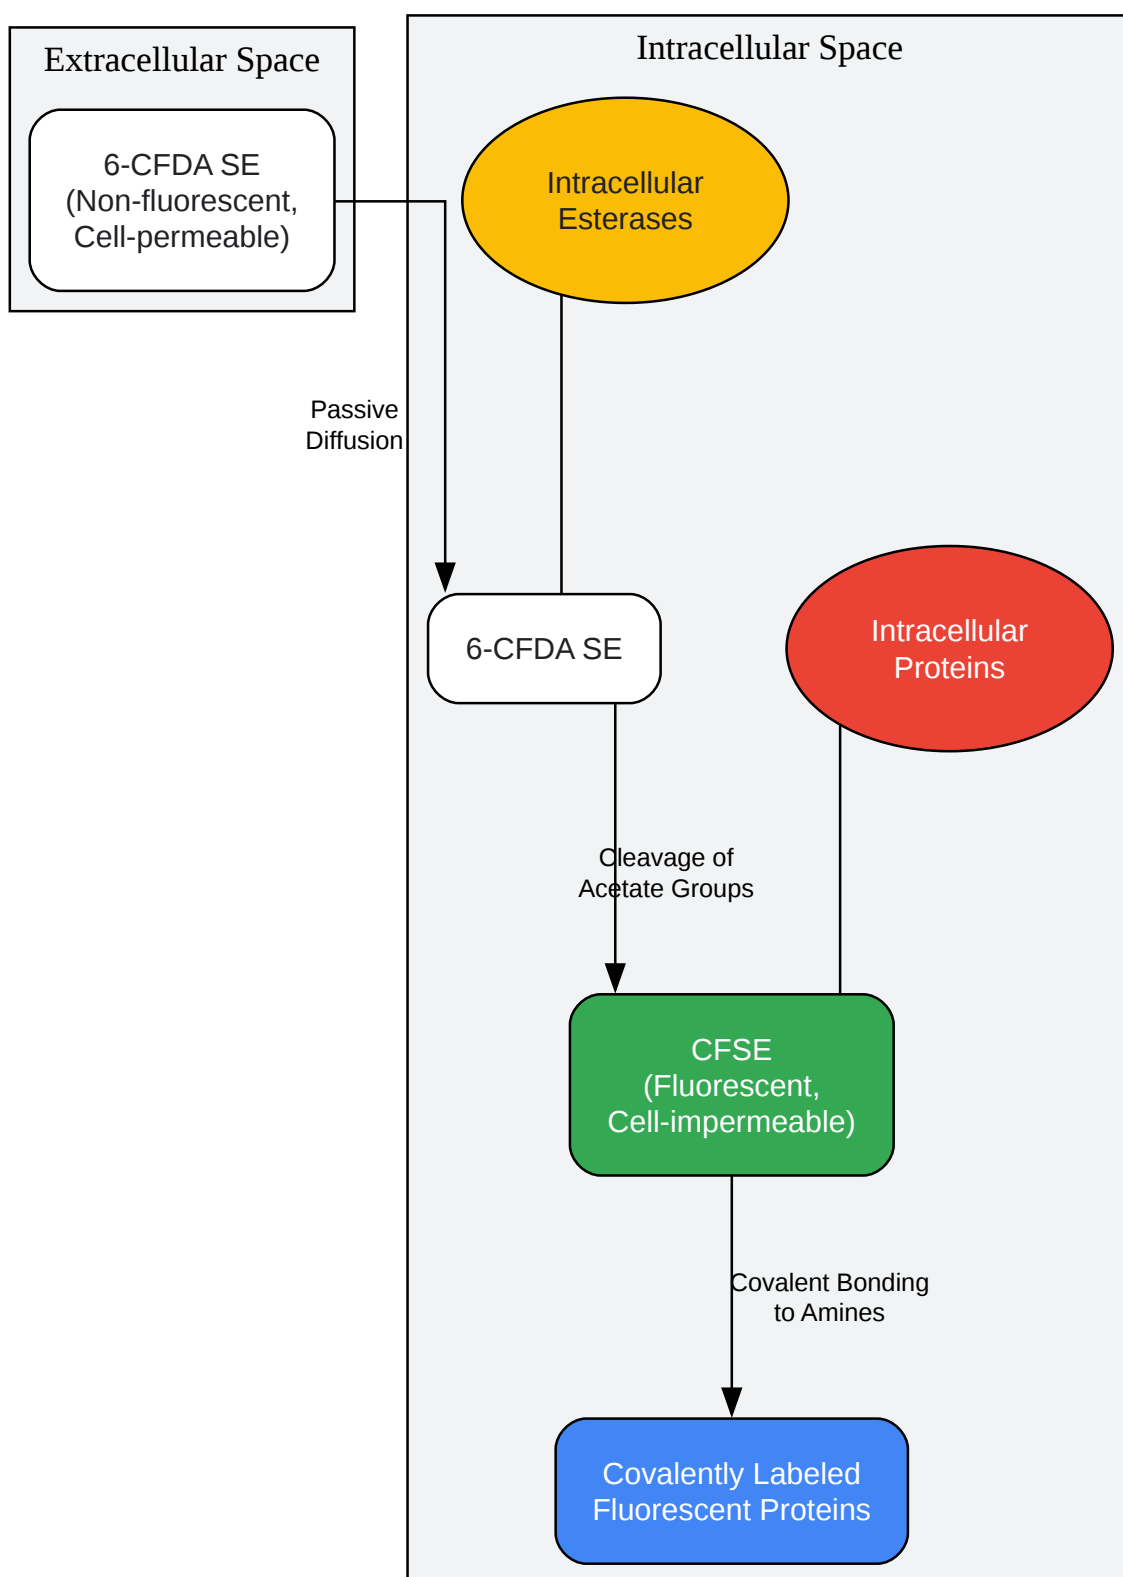 Extracellular Space
6-CFDA SE
(Non-fluorescent,
Cell-permeable)
Intracellular Space
Intracellular
Esterases
Passive
Diffusion
6-CFDA SE
Intracellular
Proteins
Cleavage of
Acetate Groups
CFSE
(Fluorescent,
Cell-impermeable)
Covalent Bonding
to Amines
Covalently Labeled
Fluorescent Proteins